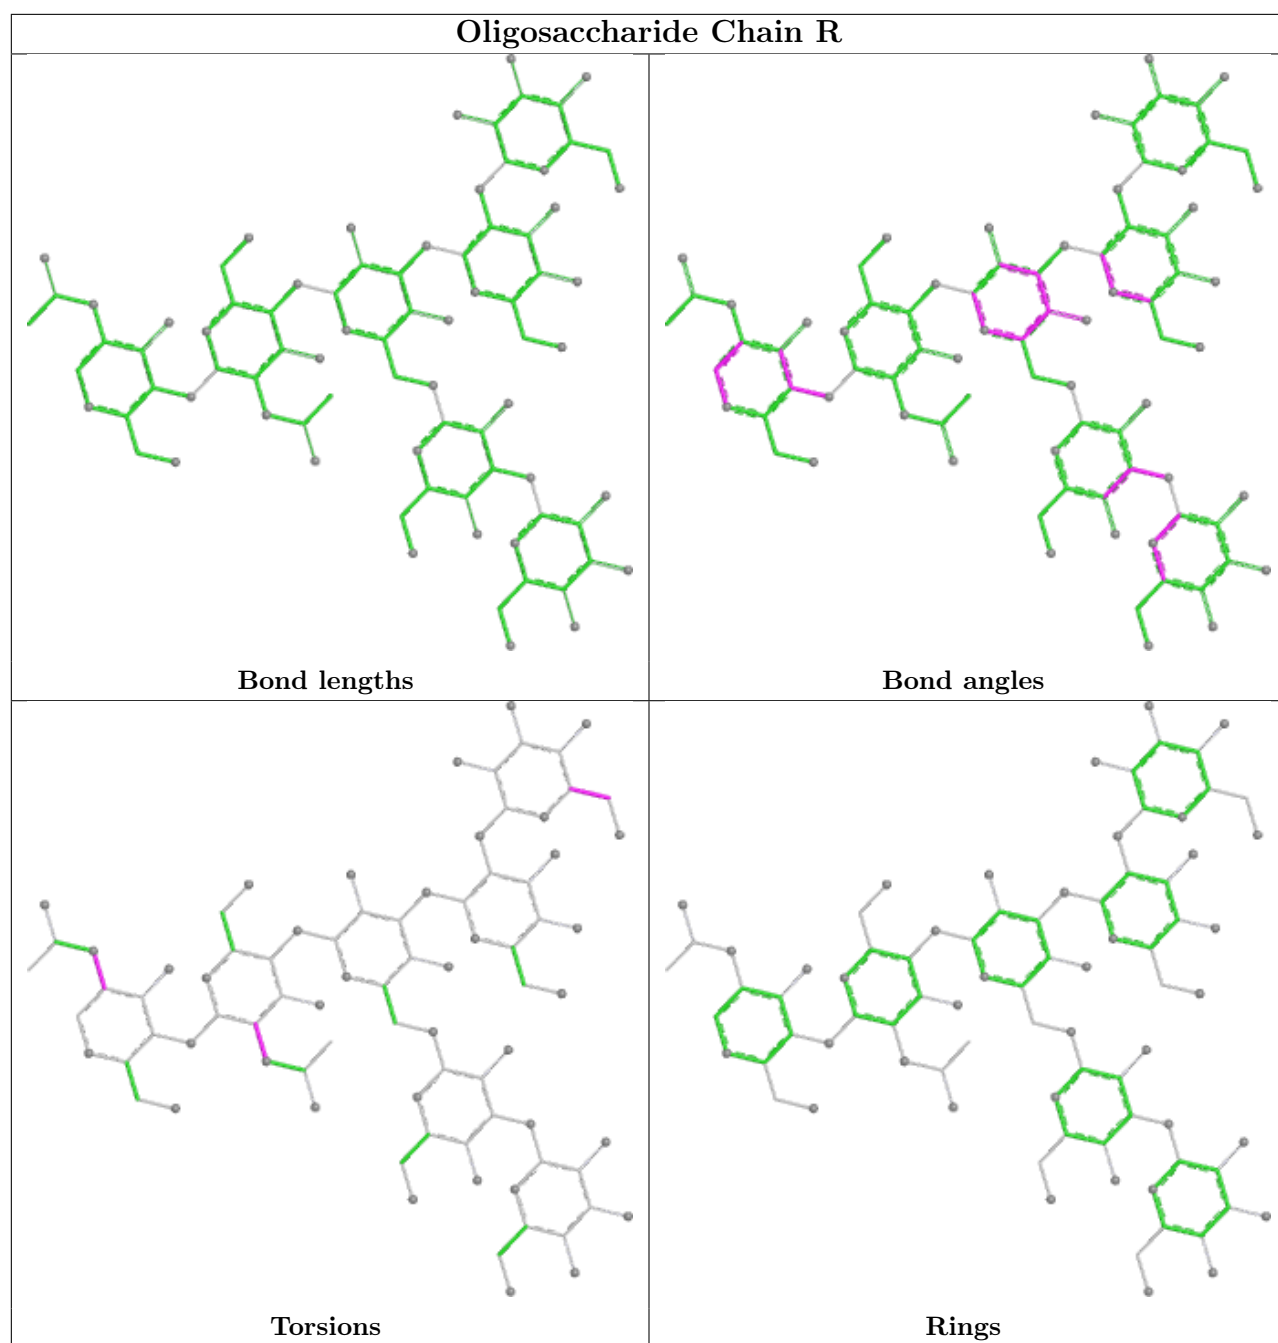 Oligosaccharide Chain R
Bond lengths
Bond angles
Torsions
Rings